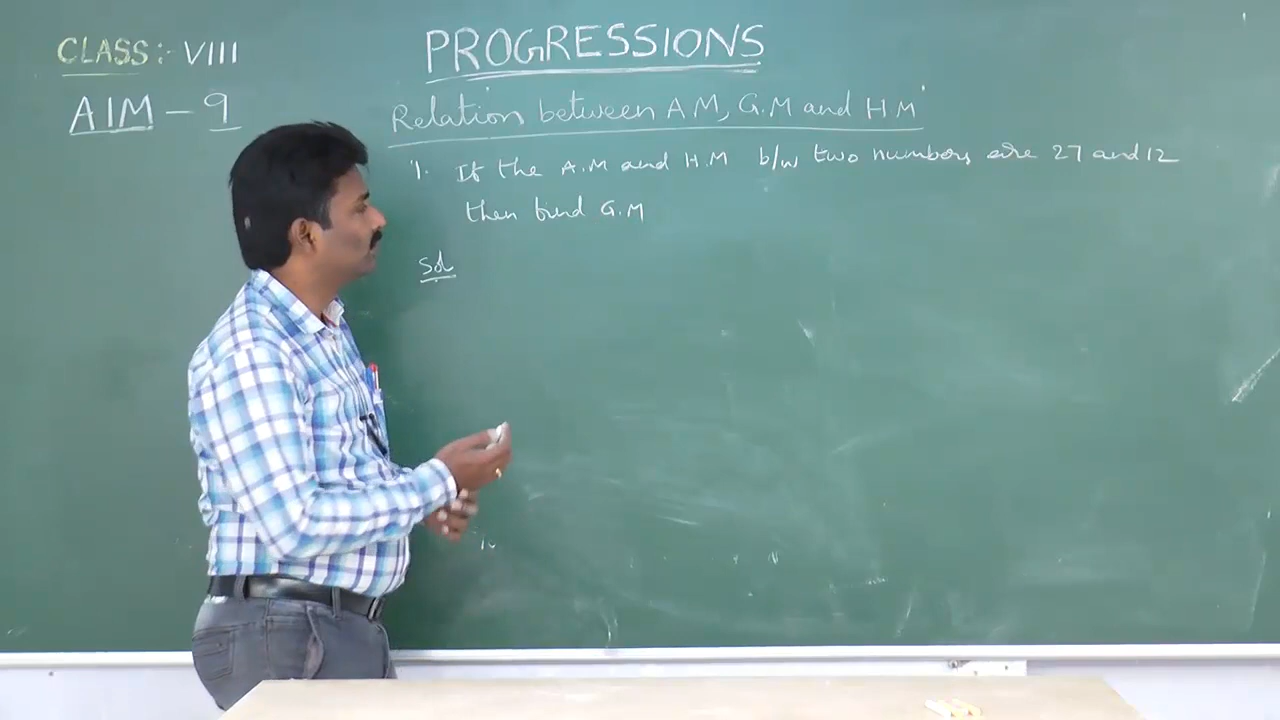 CLASS:- VIII
AIM - 9
PROGRESSIONS
Relation between A M, G.M and H M
1. If the A.M and H.M b/w two numbers are 27 and 12
then find G.M
Sol